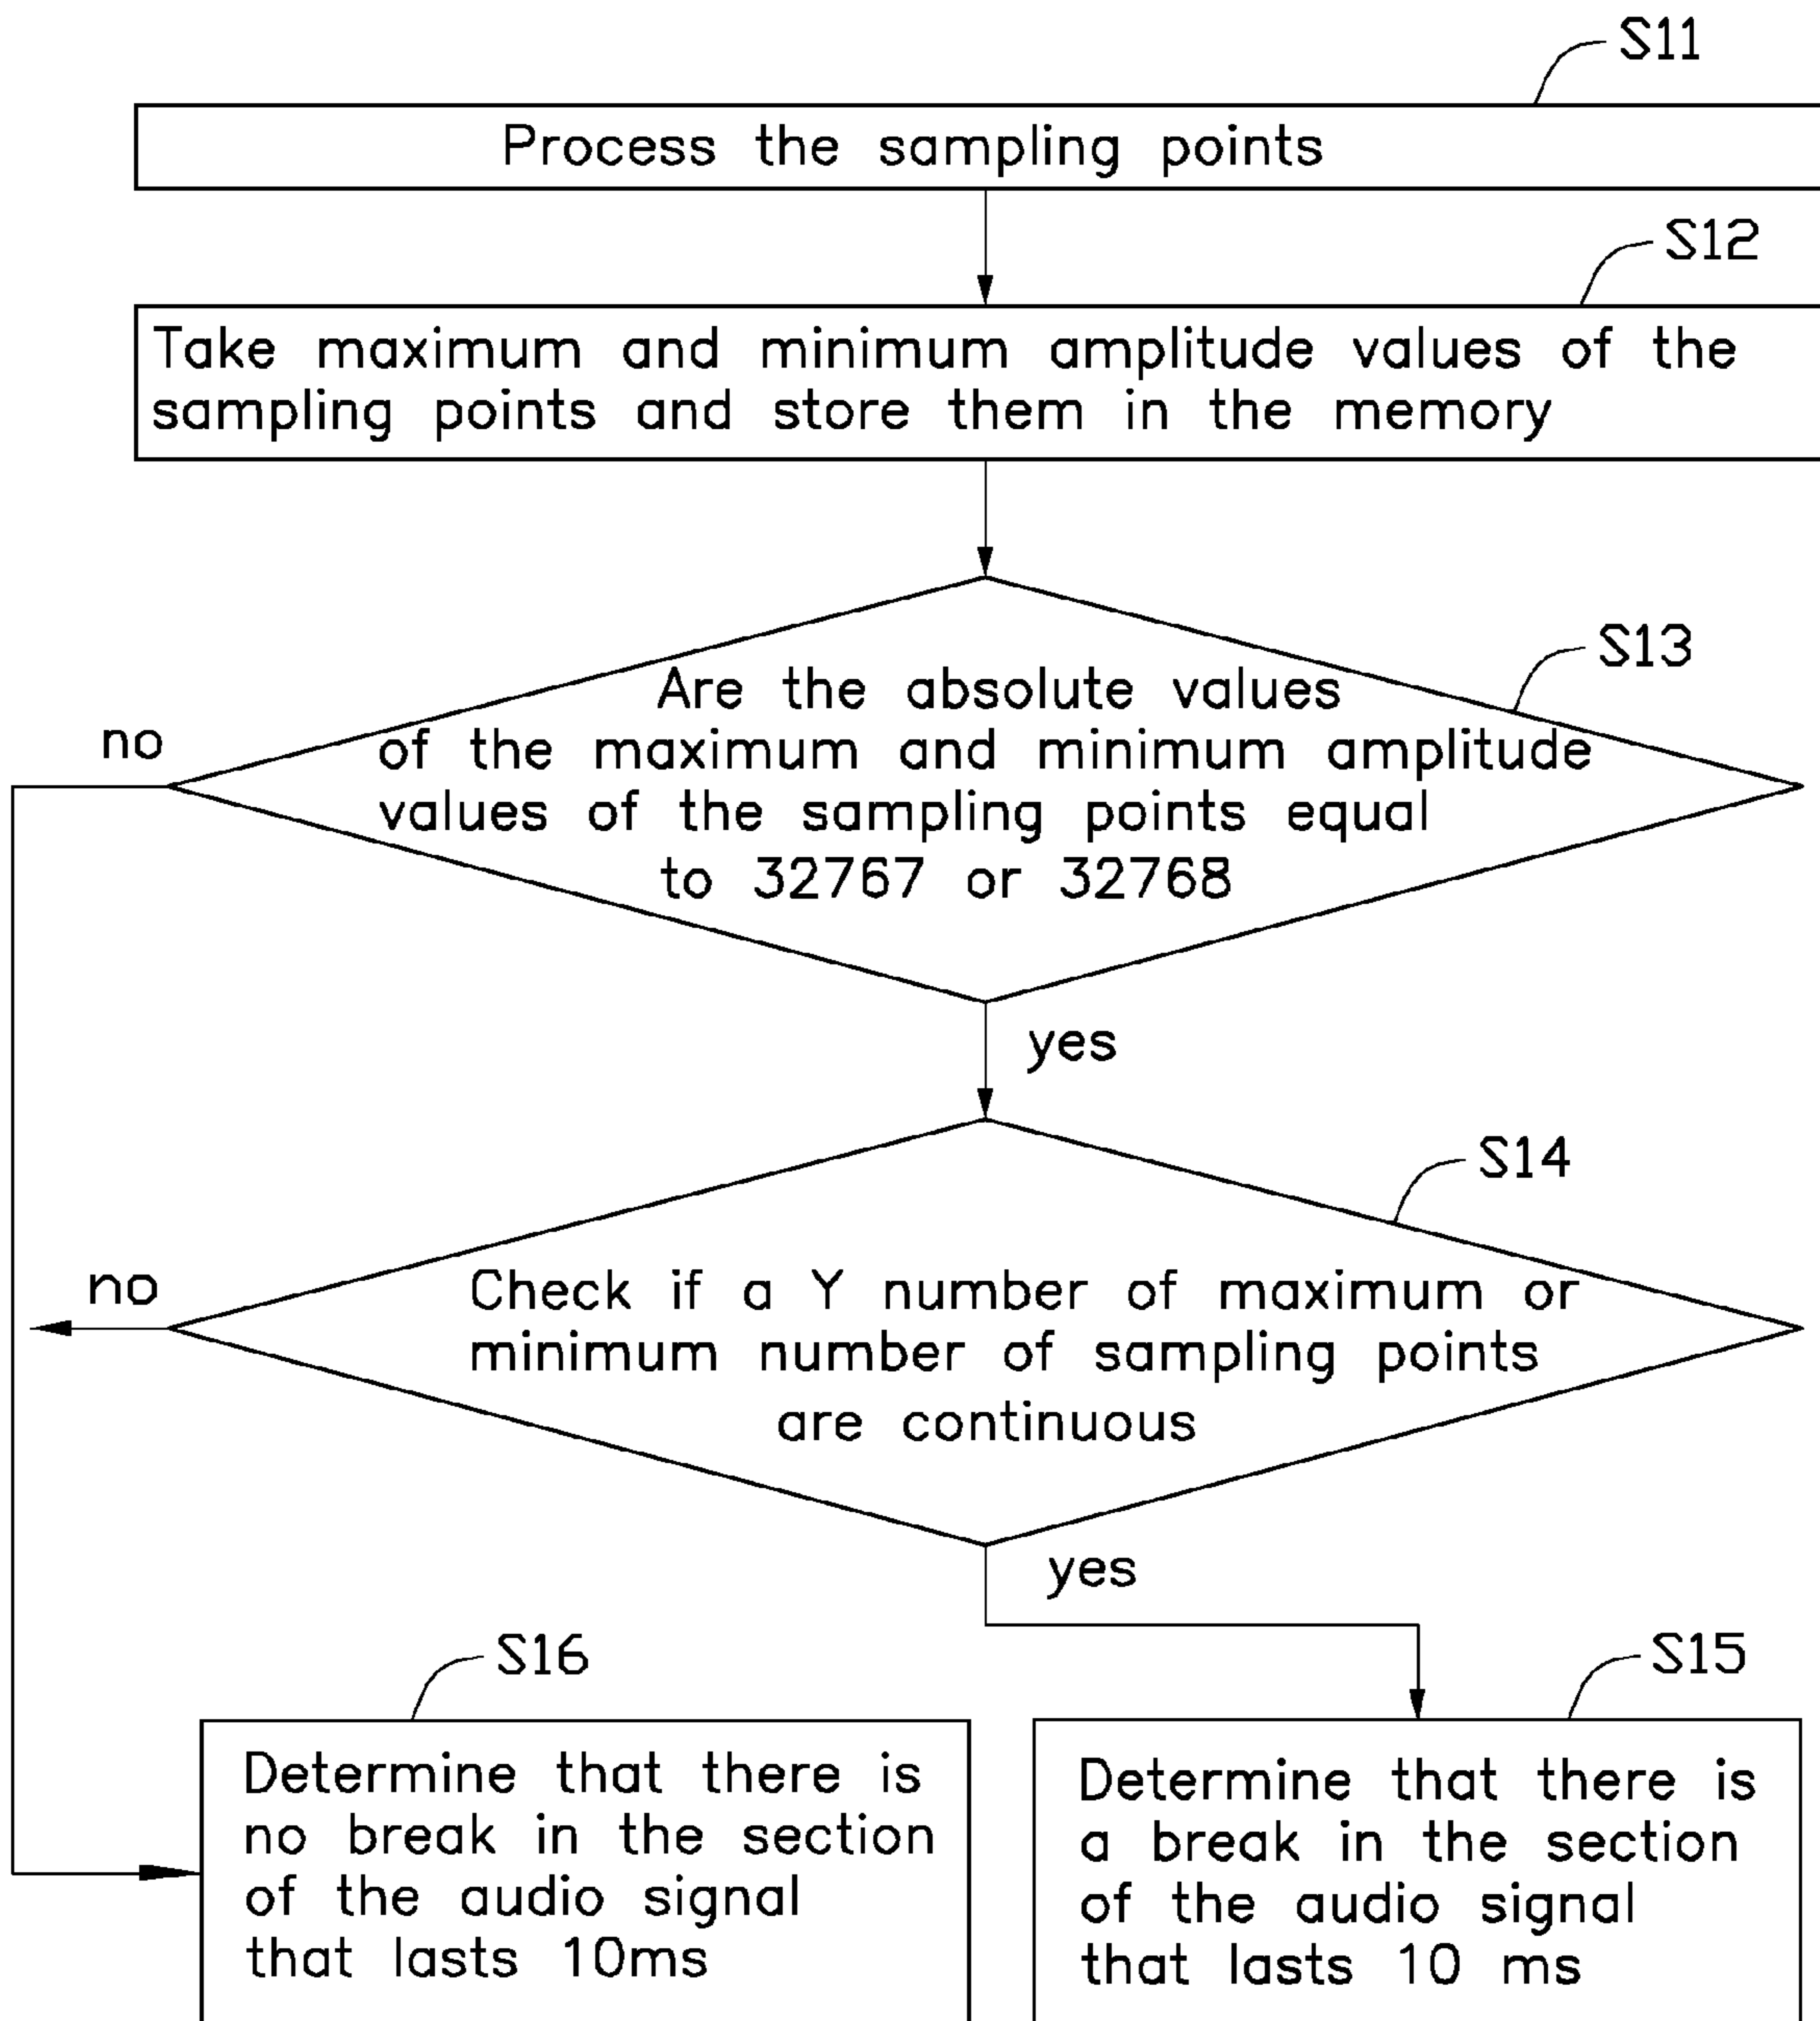 S11
Process the sampling points
S12
Take maximum and minimum amplitude values of the
sampling points and store them in the memory
S13
Are the absolute values
of the maximum and minimum amplitude
values of the sampling points equal
to 32767 or 32768
no
yes
S14
Check if a Y number of maximum or
minimum number of sampling points
are continuous
no
yes
S16
Determine that there is
no break in the section
of the audio signal
that lasts 10ms
S15
Determine that there is
a break in the section
of the audio signal
that lasts 10 ms